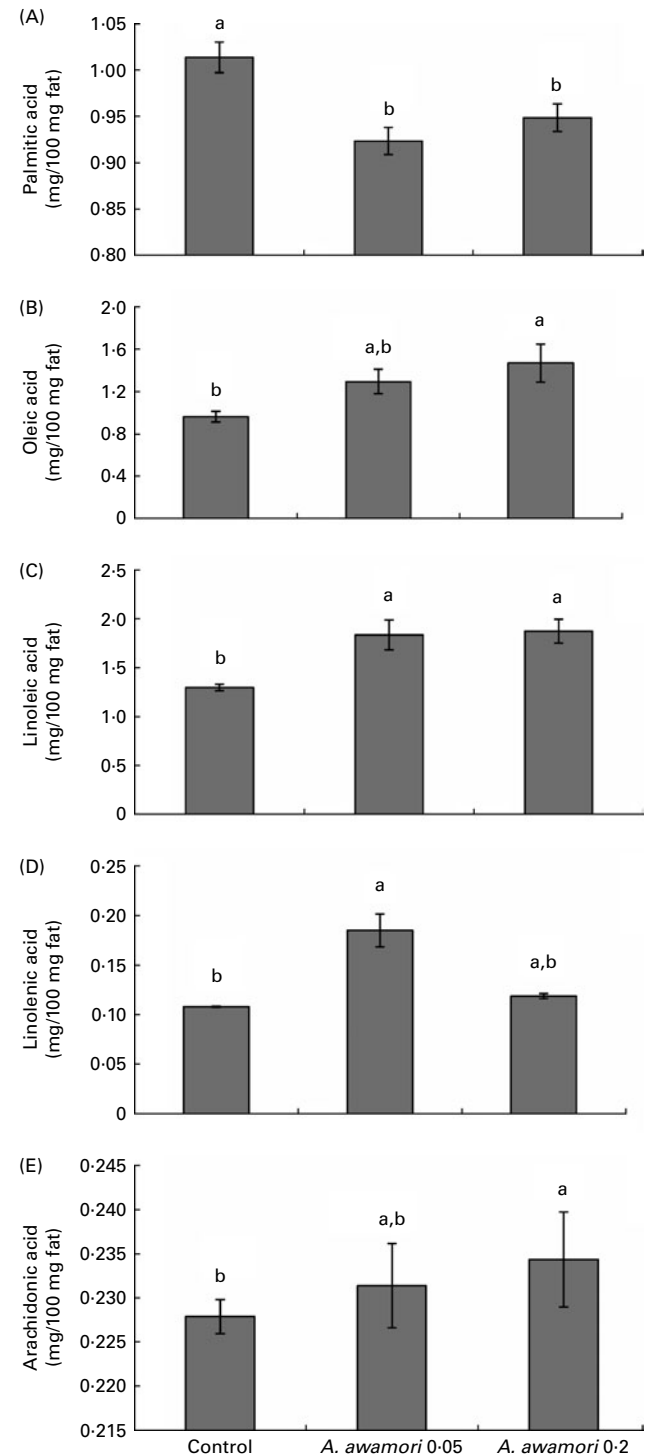 (A)
Palmitic acid
(mg/100 mg fat)
1·05
1·00
0·95
0·90
0·85
0·80
a
b
b
(B)
Oleic acid
(mg/100 mg fat)
2·0
1·6
1·2
0·8
0·4
0
b
a,b
a
(C)
Linoleic acid
(mg/100 mg fat)
2·5
2·0
1·5
1·0
0·5
0
b
a
a
(D)
Linolenic acid
(mg/100 mg fat)
0·25
0·20
0·15
0·10
0·05
0
b
a
a,b
(E)
Arachidonic acid
(mg/100 mg fat)
0·245
0·240
0·235
0·230
0·225
0·220
0·215
b
a,b
a
Control
A. awamori 0·05
A. awamori 0·2